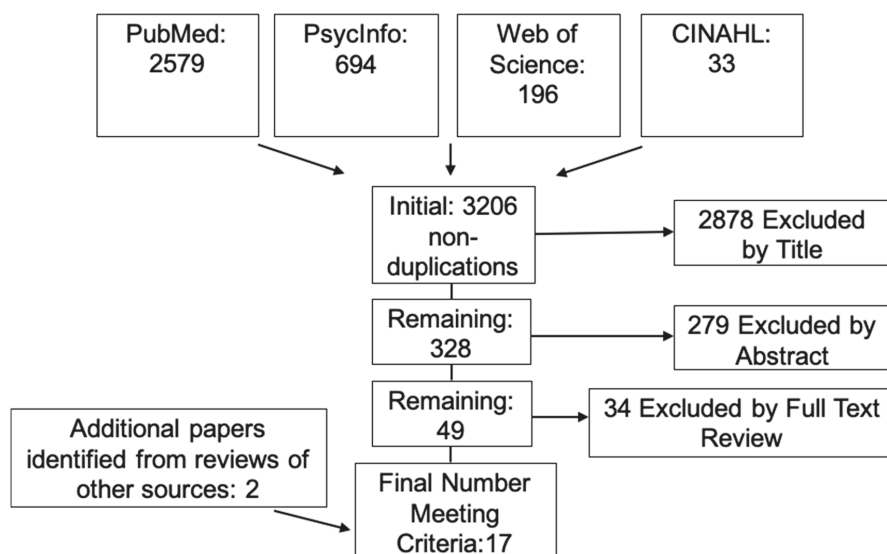 PubMed:
2579
PsycInfo:
694
Web of
Science:
196
CINAHL:
33
Initial: 3206
non-
duplications
2878 Excluded
by Title
Remaining:
328
279 Excluded by
Abstract
Remaining:
49
34 Excluded by Full Text
Review
Additional papers
identified from reviews of
other sources: 2
Final Number
Meeting
Criteria:17